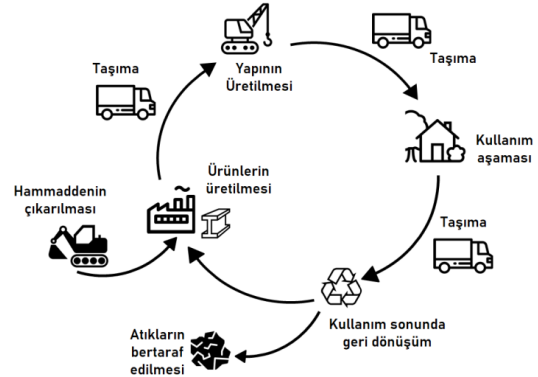 Taşıma
Yapının
Üretilmesi
Taşıma
Kullanım
aşaması
Ürünlerin
üretilmesi
Hammaddenin
çıkarılması
Taşıma
Kullanım sonunda
geri dönüşüm
Atıkların
bertaraf
edilmesi